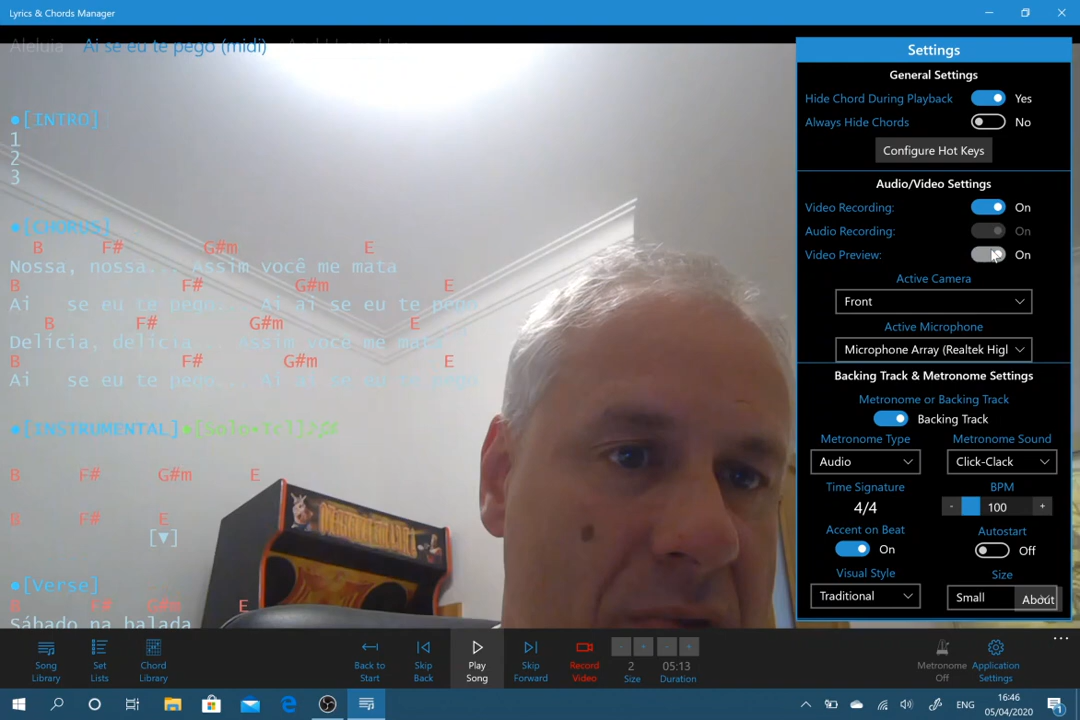 Lyrics & Chords Manager
Aleluia Ai se eu te pego (midi)
[INTRO]
1
2
3
[CHORUS]
B F# G#m E
Nossa, nossa... Assim você me mata
B F# G#m E
Ai se eu te pego... Ai ai se eu te pego
B F# G#m E
Delícia, delícia... Assim você me mata
B F# G#m E
Ai se eu te pego... Ai ai se eu te pego
[INSTRUMENTAL]
B F# G#m E
B F# E
[▼]
[Verse]
B F# G#m E
Sábado na balada
Settings
General Settings
Hide Chord During Playback Yes
Always Hide Chords No
Configure Hot Keys
Audio/Video Settings
Video Recording: On
Audio Recording: On
Video Preview: On
Active Camera
Front
Active Microphone
Microphone Array (Realtek Higl
Backing Track & Metronome Settings
Metronome or Backing Track
Backing Track
Metronome Type Metronome Sound
Audio Click-Clack
Time Signature BPM
4/4 - 100 +
Accent on Beat Autostart
On Off
Visual Style Size
Traditional Small About
Song Library
Set Lists
Chord Library
Back to Start
Skip Back
Play Song
Skip Forward
Record Video
- + - +
2 05:13
Size Duration
Metronome Off
Application Settings
...
ENG
16:46
05/04/2020
1